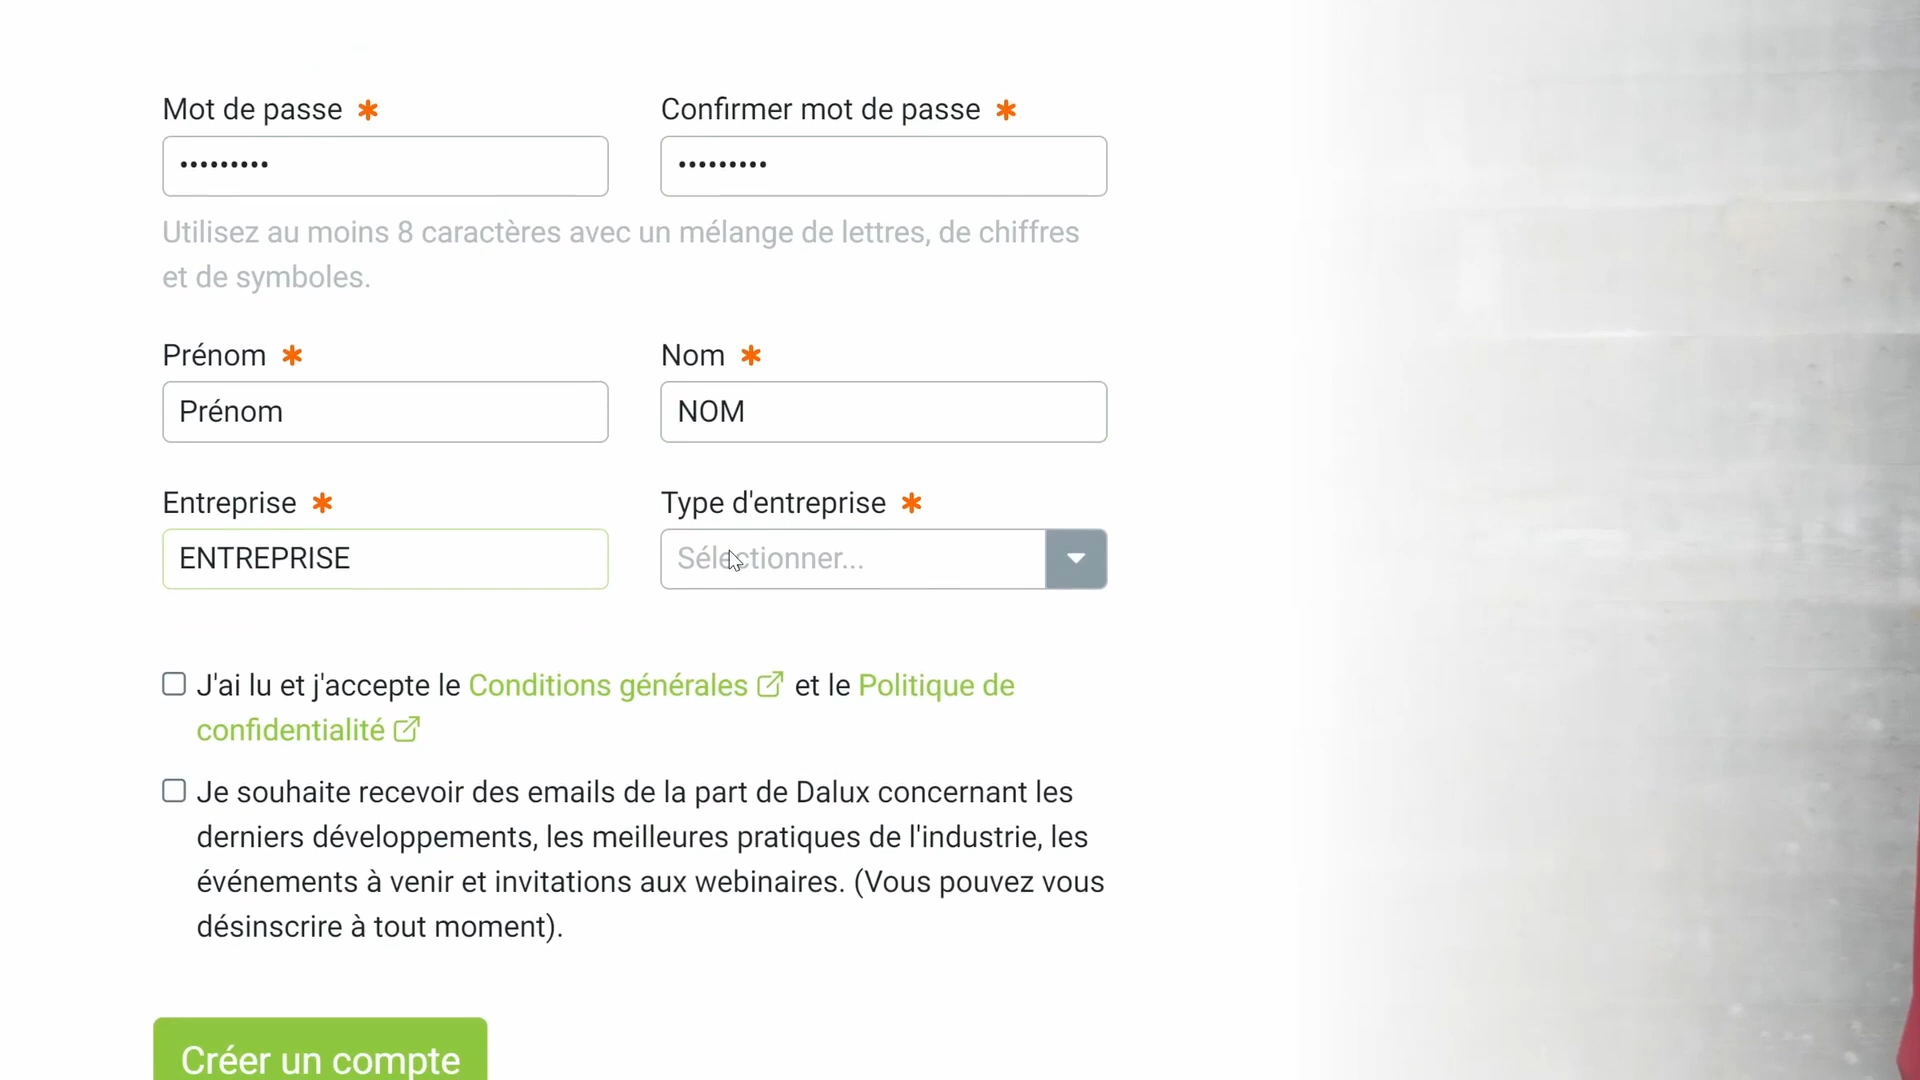 Mot de passe *
Confirmer mot de passe *
•••••••••
•••••••••
Utilisez au moins 8 caractères avec un mélange de lettres, de chiffres
et de symboles.
Prénom *
Nom *
Prénom
NOM
Entreprise *
Type d'entreprise *
ENTREPRISE
Sélectionner...
J'ai lu et j'accepte le Conditions générales et le Politique de
confidentialité
Je souhaite recevoir des emails de la part de Dalux concernant les
derniers développements, les meilleures pratiques de l'industrie, les
événements à venir et invitations aux webinaires. (Vous pouvez vous
désinscrire à tout moment).
Créer un compte